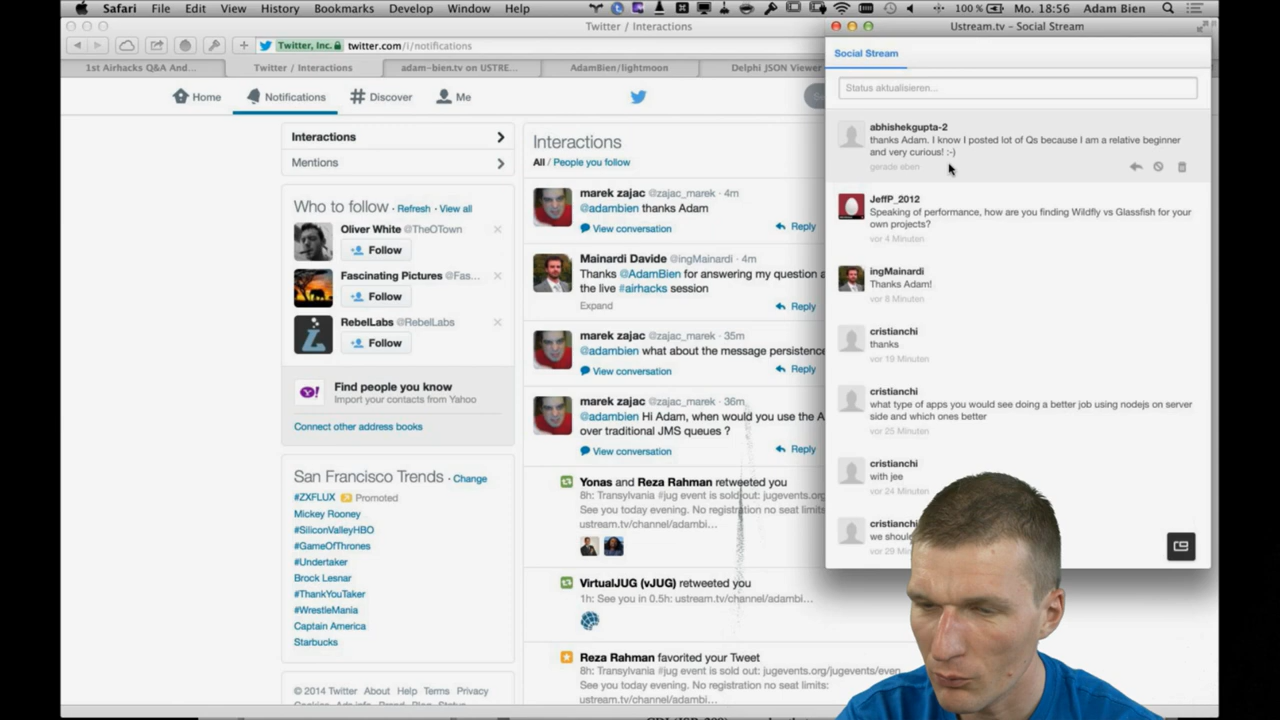 Safari File Edit View History Bookmarks Develop Window Help
100 % Mo. 18:56 Adam Bien
Twitter / Interactions
Twitter, Inc. twitter.com/i/notifications
1st Airhacks Q&A And...
Twitter / Interactions
adam-bien.tv on USTRE...
AdamBien/lightmoon
Delphi JSON Viewer
Home
Notifications
Discover
Me
Interactions
Mentions
Who to follow · Refresh · View all
Oliver White @TheOTown
Follow
Fascinating Pictures @Fas...
Follow
RebelLabs @RebelLabs
Follow
Find people you know
Import your contacts from Yahoo
Connect other address books
San Francisco Trends · Change
#ZXFLUX Promoted
Mickey Rooney
#SiliconValleyHBO
#GameOfThrones
#Undertaker
Brock Lesnar
#ThankYouTaker
#WrestleMania
Captain America
Starbucks
© 2014 Twitter About Help Terms Privacy
Interactions
All / People you follow
marek zajac @zajac_marek · 4m
@adambien thanks Adam
View conversation
Reply
Mainardi Davide @ingMainardi · 4m
Thanks @AdamBien for answering my question
the live #airhacks session
Expand
Reply
marek zajac @zajac_marek · 35m
@adambien what about the message persistence
View conversation
Reply
marek zajac @zajac_marek · 36m
@adambien Hi Adam, when would you use the
over traditional JMS queues ?
View conversation
Reply
Yonas and Reza Rahman retweeted you
8h: Transylvania #jug event is sold out: jugevents.org
See you today evening. No registration no seat limits:
ustream.tv/channel/adambi...
VirtualJUG (vJUG) retweeted you
1h: See you in 0.5h: ustream.tv/channel/adambi...
Reza Rahman favorited your Tweet
8h: Transylvania #jug event is sold out: jugevents.org/jugevents/even...
See you today evening. No registration no seat limits:
ustream.tv/channel/adambi...
Ustream.tv – Social Stream
Social Stream
Status aktualisieren...
abhishekgupta-2
thanks Adam. I know I posted lot of Qs because I am a relative beginner
and very curious! :-)
gerade eben
JeffP_2012
Speaking of performance, how are you finding Wildfly vs Glassfish for your
own projects?
vor 4 Minuten
ingMainardi
Thanks Adam!
vor 8 Minuten
cristianchi
thanks
vor 19 Minuten
cristianchi
what type of apps you would see doing a better job using nodejs on server
side and which ones better
vor 25 Minuten
cristianchi
with jee
vor 24 Minuten
cristianchi
we
vor 29